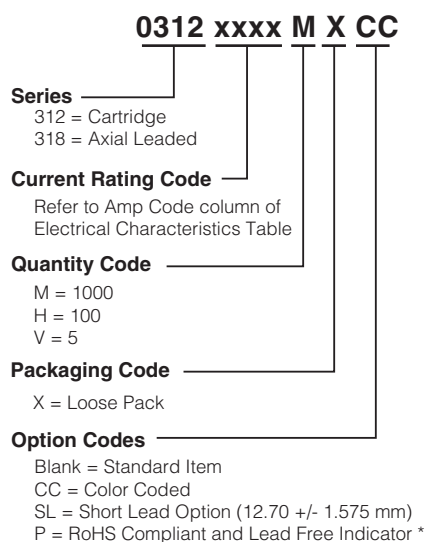 0312 xxxx M X CC
Series
312 = Cartridge
318 = Axial Leaded
Current Rating Code
Refer to Amp Code column of
Electrical Characteristics Table
Quantity Code
M = 1000
H = 100
V = 5
Packaging Code
X = Loose Pack
Option Codes
Blank = Standard Item
CC = Color Coded
SL = Short Lead Option (12.70 +/- 1.575 mm)
P = RoHS Compliant and Lead Free Indicator *